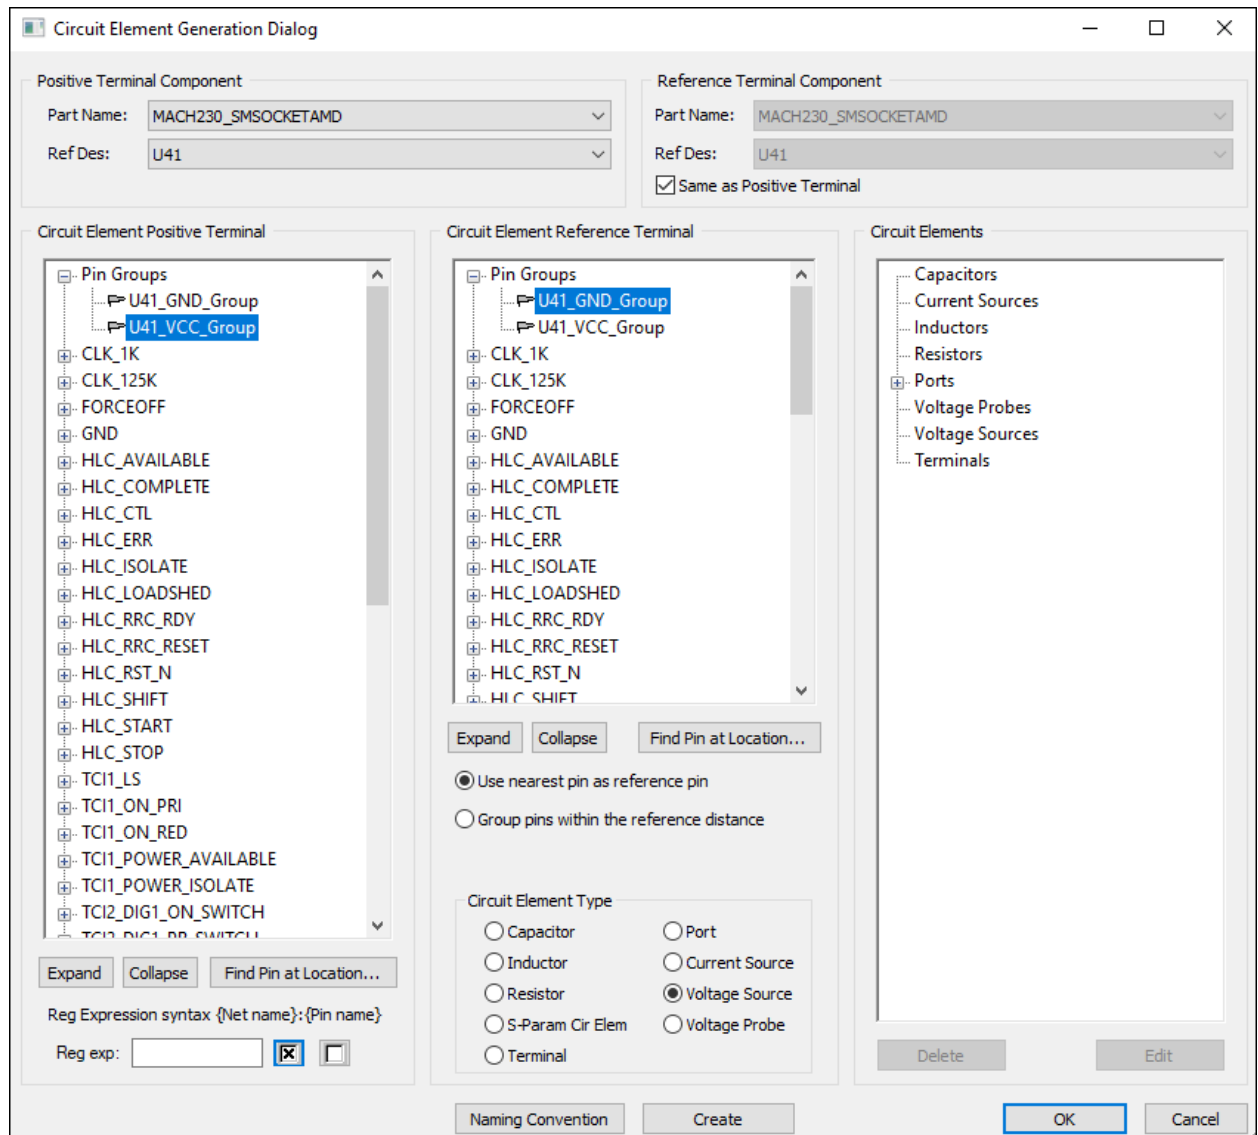 Circuit Element Generation Dialog
Positive Terminal Component
Part Name: MACH230_SMSOCKETAMD
Ref Des: U41
Reference Terminal Component
Part Name: MACH230_SMSOCKETAMD
Ref Des: U41
Same as Positive Terminal
Circuit Element Positive Terminal
Pin Groups
U41_GND_Group
U41_VCC_Group
CLK_1K
CLK_125K
FORCEOFF
GND
HLC_AVAILABLE
HLC_COMPLETE
HLC_CTL
HLC_ERR
HLC_ISOLATE
HLC_LOADSHED
HLC_RRC_RDY
HLC_RRC_RESET
HLC_RST_N
HLC_SHIFT
HLC_START
HLC_STOP
TCI1_LS
TCI1_ON_PRI
TCI1_ON_RED
TCI1_POWER_AVAILABLE
TCI1_POWER_ISOLATE
TCI2_DIG1_ON_SWITCH
TCI2_DIG1_PB_SWITCH
Expand Collapse Find Pin at Location...
Reg Expression syntax {Net name}:{Pin name}
Reg exp:
Circuit Element Reference Terminal
Pin Groups
U41_GND_Group
U41_VCC_Group
CLK_1K
CLK_125K
FORCEOFF
GND
HLC_AVAILABLE
HLC_COMPLETE
HLC_CTL
HLC_ERR
HLC_ISOLATE
HLC_LOADSHED
HLC_RRC_RDY
HLC_RRC_RESET
HLC_RST_N
HLC_SHIFT
Expand Collapse Find Pin at Location...
Use nearest pin as reference pin
Group pins within the reference distance
Circuit Element Type
Capacitor Port
Inductor Current Source
Resistor Voltage Source
S-Param Cir Elem Voltage Probe
Terminal
Circuit Elements
Capacitors
Current Sources
Inductors
Resistors
Ports
Voltage Probes
Voltage Sources
Terminals
Delete Edit
Naming Convention Create OK Cancel